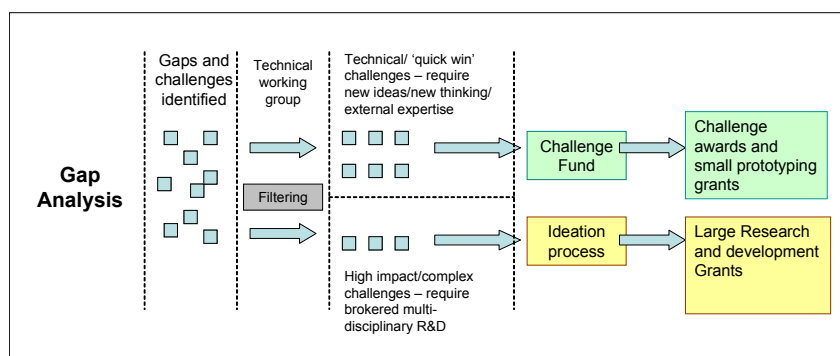 Gap
Analysis
Gaps and
challenges
identified
Technical
working
group
Filtering
Technical/ ‘quick win’
challenges – require
new ideas/new thinking/
external expertise
High impact/complex
challenges – require
brokered multi-
disciplinary R&D
Challenge
Fund
Challenge
awards and
small prototyping
grants
Ideation
process
Large Research
and development
Grants